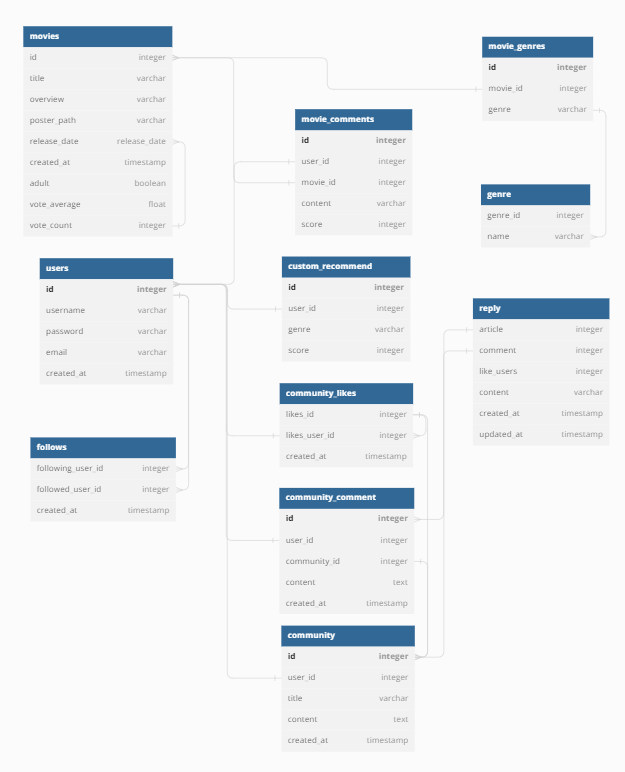 movies
id integer
title varchar
overview varchar
poster_path varchar
release_date release_date
created_at timestamp
adult boolean
vote_average float
vote_count integer
movie_genres
id integer
movie_id integer
genre varchar
movie_comments
id integer
user_id integer
movie_id integer
content varchar
score integer
genre
genre_id integer
name varchar
users
id integer
username varchar
password varchar
email varchar
created_at timestamp
custom_recommend
id integer
user_id integer
genre varchar
score integer
reply
article integer
comment integer
like_users integer
content varchar
created_at timestamp
updated_at timestamp
community_likes
likes_id integer
likes_user_id integer
created_at timestamp
follows
following_user_id integer
followed_user_id integer
created_at timestamp
community_comment
id integer
user_id integer
community_id integer
content text
created_at timestamp
community
id integer
user_id integer
title varchar
content text
created_at timestamp